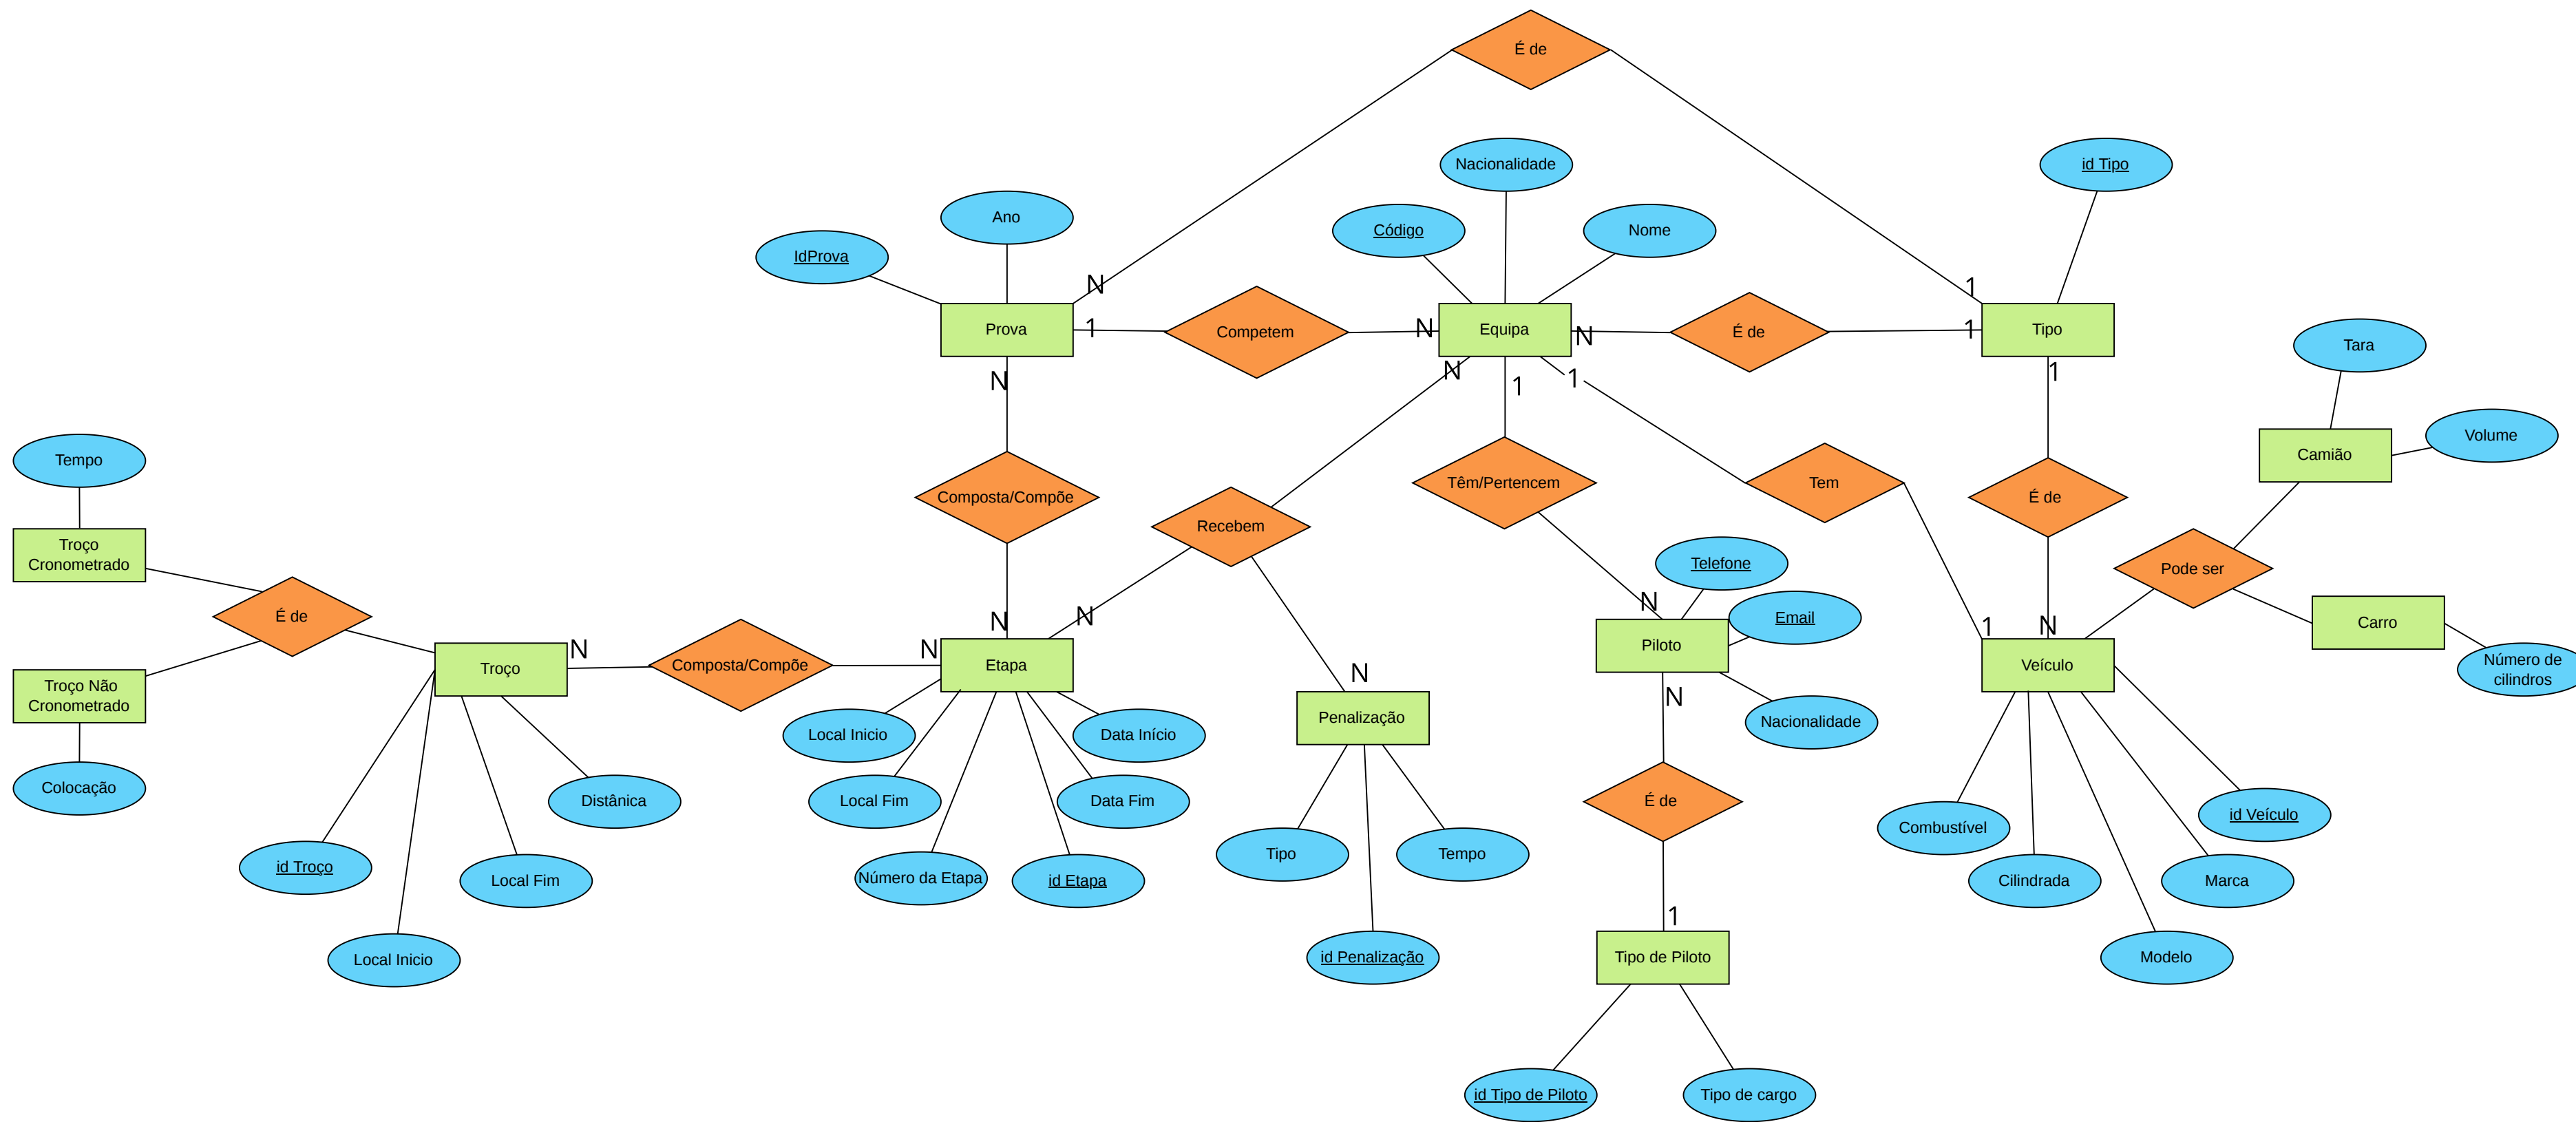 É de
Nacionalidade
id Tipo
Ano
Código
Nome
IdProva
N
1
Prova
1
Competem
N
Equipa
N
É de
1
Tipo
Tara
N
N
1
1
1
Volume
Camião
Tempo
Composta/Compõe
Têm/Pertencem
Tem
É de
Recebem
Troço
Cronometrado
Telefone
Pode ser
É de
N
N
N
Email
1
N
Carro
N
Composta/Compõe
N
Troço
Etapa
Piloto
Veículo
Número de
cilindros
Troço Não
Cronometrado
N
N
Penalização
Nacionalidade
Local Inicio
Data Início
Colocação
Distânica
Local Fim
Data Fim
É de
id Veículo
Combustível
id Troço
Local Fim
Número da Etapa
id Etapa
Tipo
Tempo
Cilindrada
Marca
1
Local Inicio
id Penalização
Tipo de Piloto
Modelo
id Tipo de Piloto
Tipo de cargo